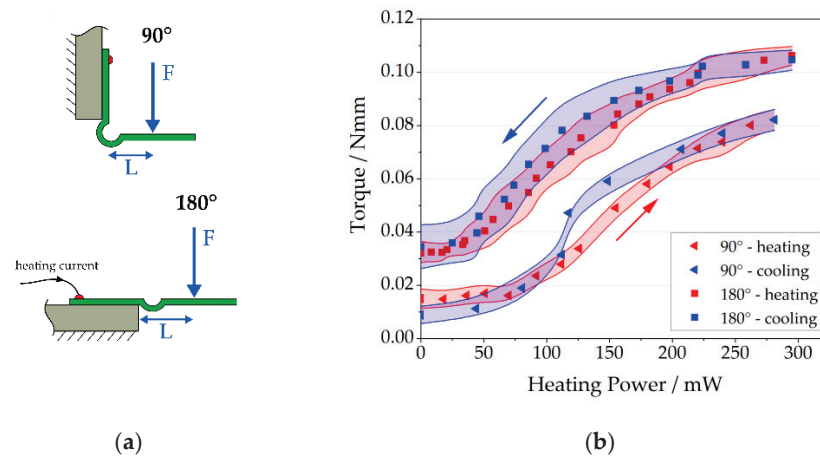 90°
F
L
180°
F
heating current
L
(a)
Torque / Nmm
0.12
0.10
0.08
0.06
0.04
0.02
0.00
0
50
100
150
200
250
300
Heating Power / mW
90° - heating
90° - cooling
180° - heating
180° - cooling
(b)